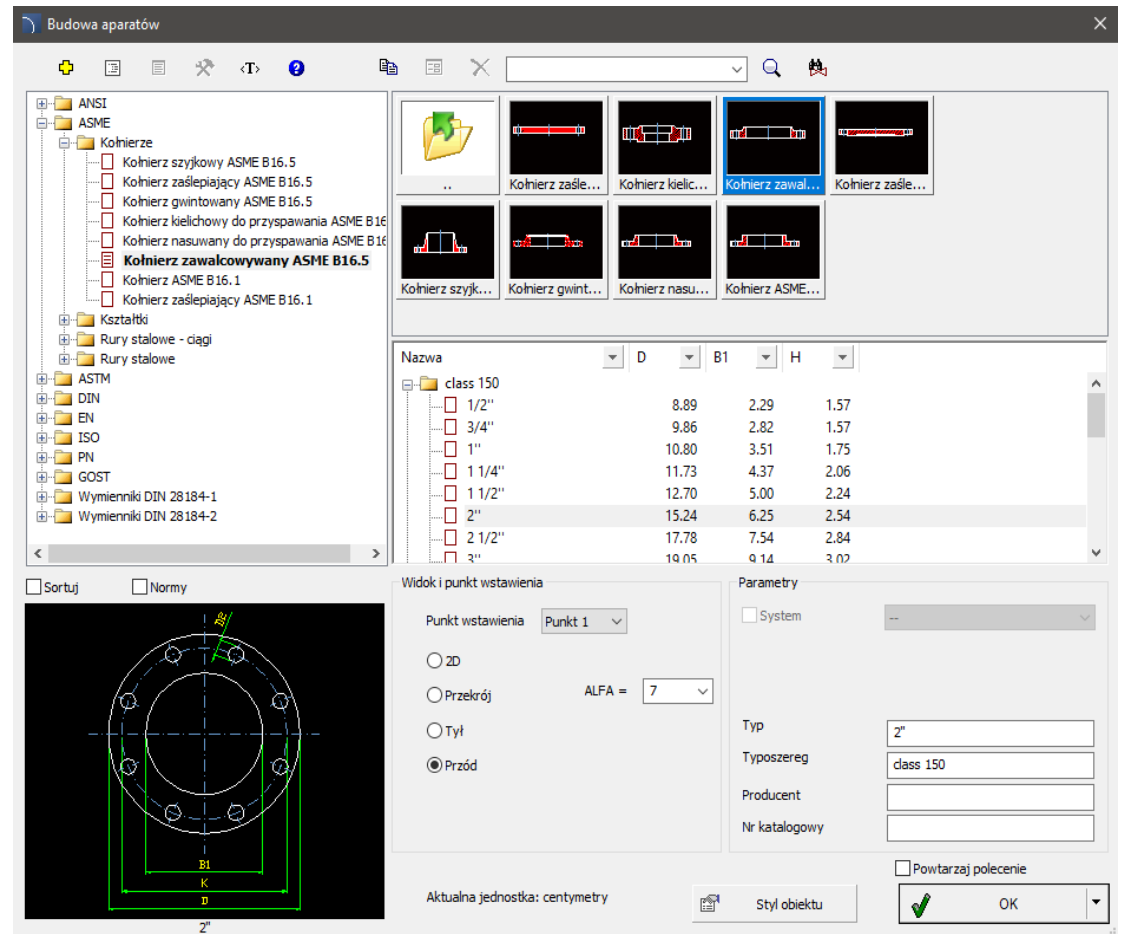 Budowa aparatów
<T>
ANSI
ASME
Kołnierze
Kołnierz szyjkowy ASME B16.5
Kołnierz zaślepiający ASME B16.5
Kołnierz gwintowany ASME B16.5
Kołnierz kielichowy do przyspawania ASME B16
Kołnierz nasuwany do przyspawania ASME B16
Kołnierz zawalcowywany ASME B16.5
Kołnierz ASME B16.1
Kołnierz zaślepiający ASME B16.1
Kształtki
Rury stalowe - ciągi
Rury stalowe
ASTM
DIN
EN
ISO
PN
GOST
Wymienniki DIN 28184-1
Wymienniki DIN 28184-2
.. Kołnierz zaśle... Kołnierz kielic... Kołnierz zawal... Kołnierz zaśle...
Kołnierz szyjk... Kołnierz gwint... Kołnierz nasu... Kołnierz ASME...
Nazwa D B1 H
class 150
1/2'' 8.89 2.29 1.57
3/4'' 9.86 2.82 1.57
1'' 10.80 3.51 1.75
1 1/4'' 11.73 4.37 2.06
1 1/2'' 12.70 5.00 2.24
2'' 15.24 6.25 2.54
2 1/2'' 17.78 7.54 2.84
3'' 19.05 9.14 3.02
Sortuj Normy
D2
B1
K
D
2"
Widok i punkt wstawienia
Punkt wstawienia Punkt 1
2D
Przekrój ALFA = 7
Tył
Przód
Parametry
System --
Typ 2"
Typoszereg class 150
Producent
Nr katalogowy
Powtarzaj polecenie
Aktualna jednostka: centymetry Styl obiektu OK